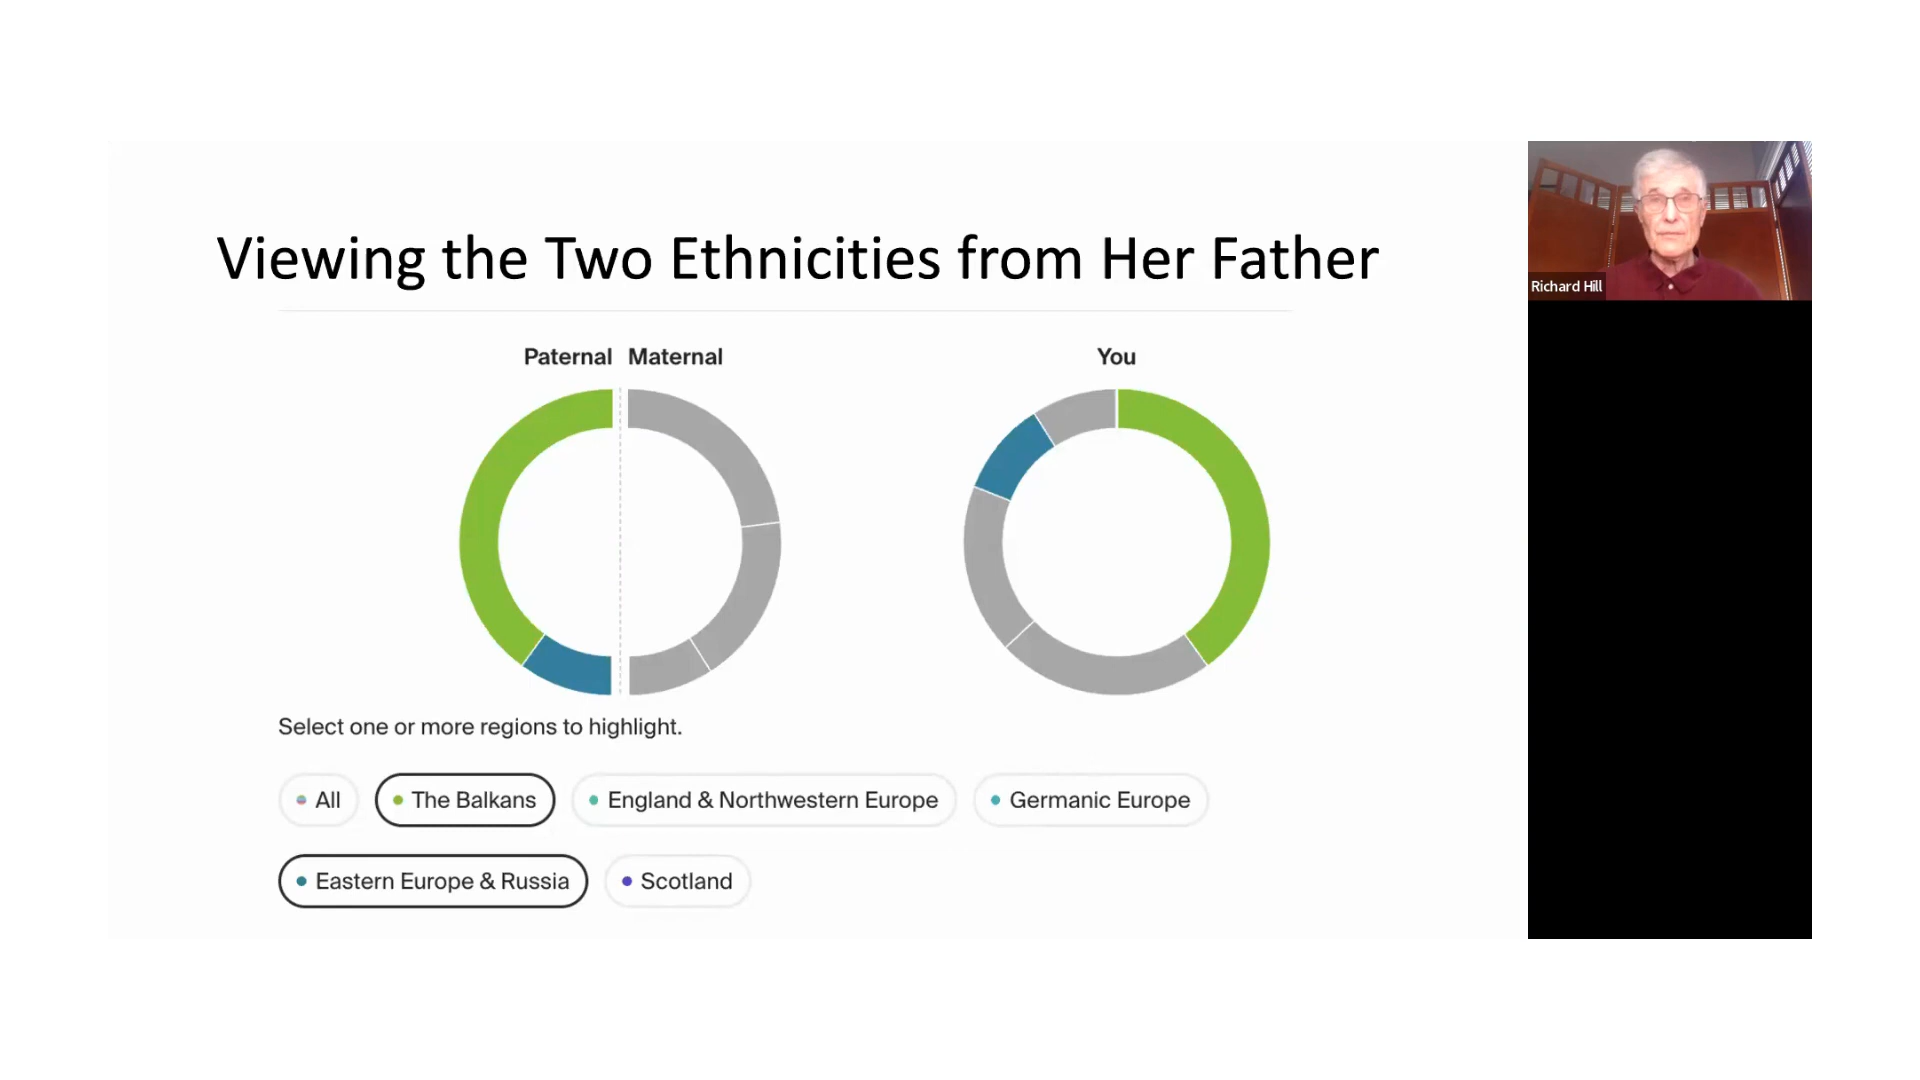 Viewing the Two Ethnicities from Her Father
Richard Hill
Paternal Maternal
You
Select one or more regions to highlight.
All
The Balkans
England & Northwestern Europe
Germanic Europe
Eastern Europe & Russia
Scotland